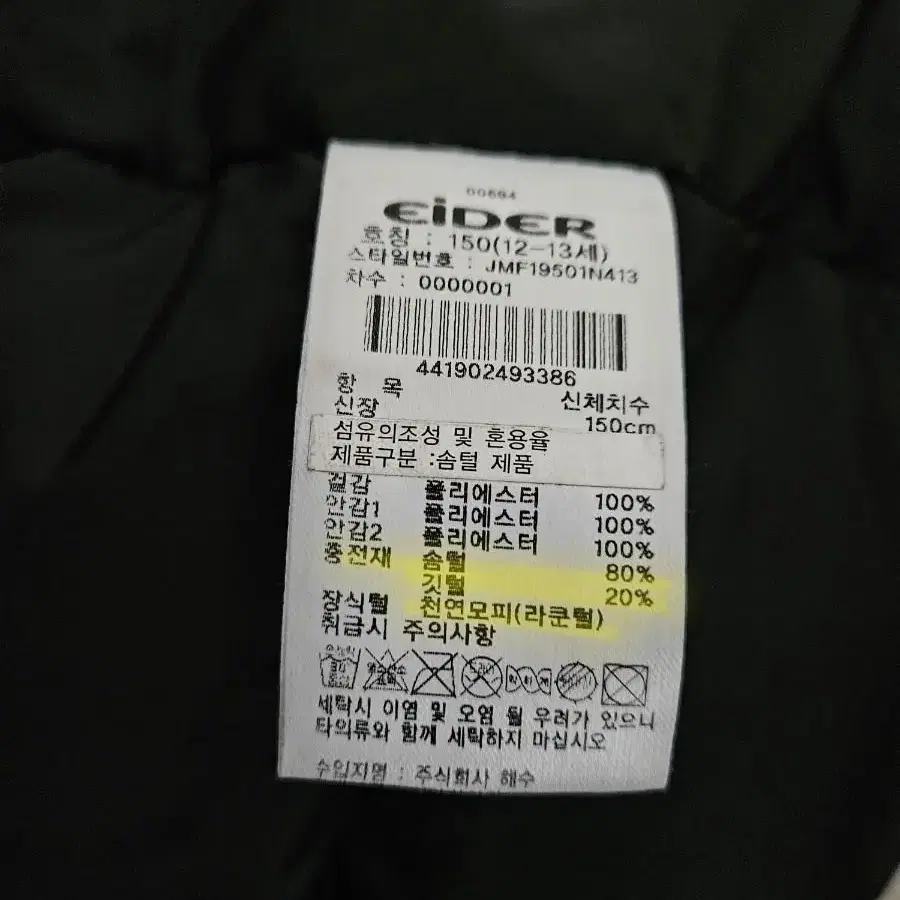 00694
EiDER
호칭 : 150(12-13세)
스타일번호 : JMF19501N413
차수 : 0000001
441902493386
항 목 신체치수
신장 150cm
섬유의조성 및 혼용율
제품구분 :솜털 제품
겉감 폴리에스터 100%
안감1 폴리에스터 100%
안감2 폴리에스터 100%
충전재 솜털 80%
깃털 20%
장식털 천연모피(라쿤털)
취급시 주의사항
세탁시 이염 및 오염 될 우려가 있으니
타의류와 함께 세탁하지 마십시오
수입자명 : 주식회사 해수